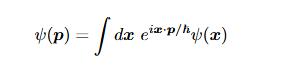 ψ(p) = ∫ dx e^{ix·p/ħ} ψ(x)